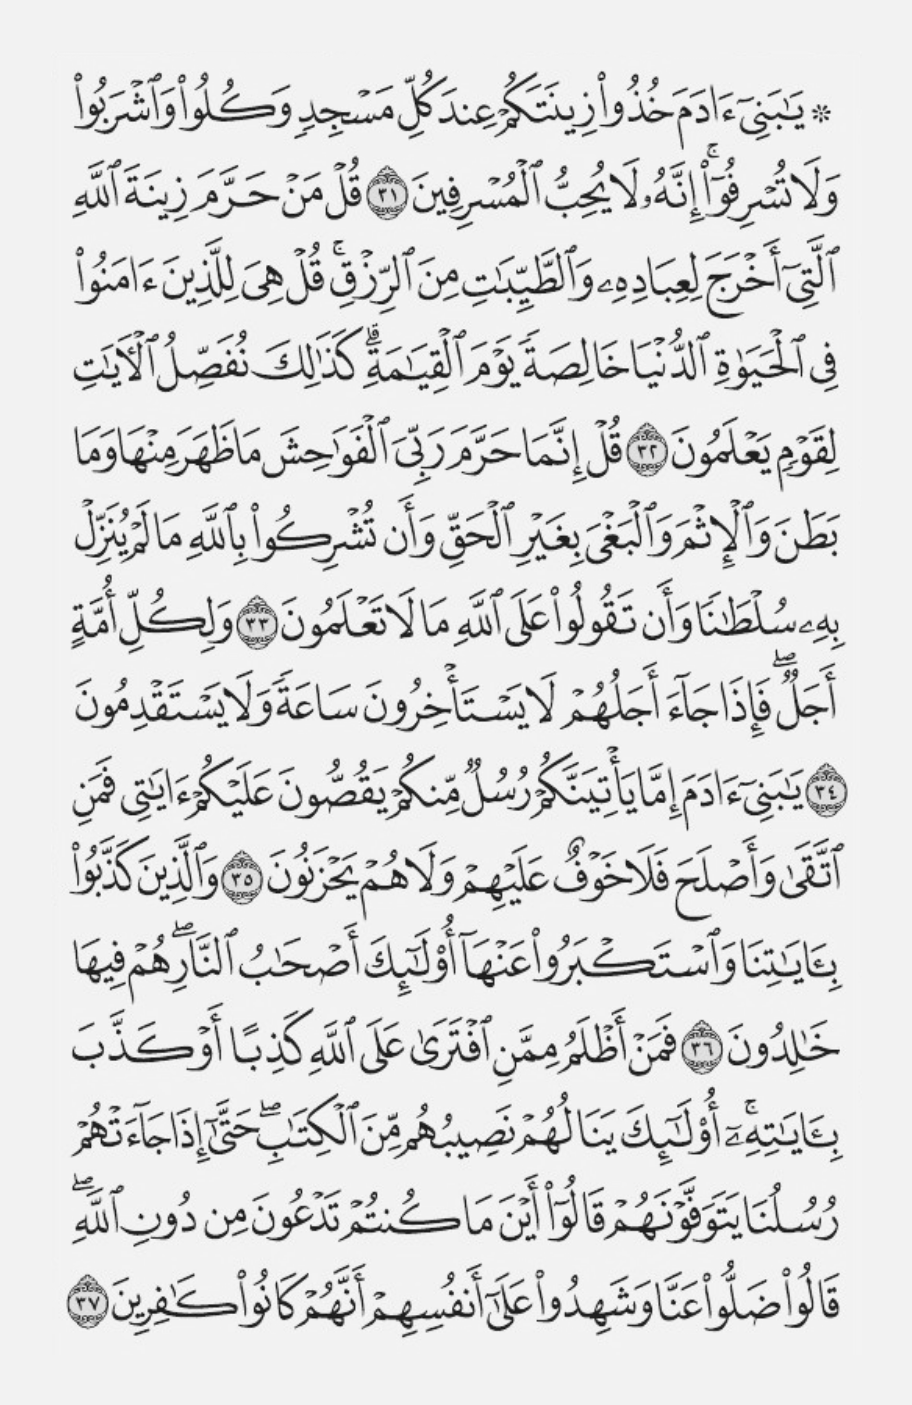 ۞ يَٰبَنِىٓ ءَادَمَ خُذُوا۟ زِينَتَكُمْ عِندَ كُلِّ مَسْجِدٍ وَكُلُوا۟ وَٱشْرَبُوا۟
وَلَا تُسْرِفُوٓا۟ ۚ إِنَّهُۥ لَا يُحِبُّ ٱلْمُسْرِفِينَ ٣١ قُلْ مَنْ حَرَّمَ زِينَةَ ٱللَّهِ
ٱلَّتِىٓ أَخْرَجَ لِعِبَادِهِۦ وَٱلطَّيِّبَٰتِ مِنَ ٱلرِّزْقِ ۚ قُلْ هِىَ لِلَّذِينَ ءَامَنُوا۟
فِى ٱلْحَيَوٰةِ ٱلدُّنْيَا خَالِصَةً يَوْمَ ٱلْقِيَٰمَةِ ۗ كَذَٰلِكَ نُفَصِّلُ ٱلْءَايَٰتِ
لِقَوْمٍ يَعْلَمُونَ ٣٢ قُلْ إِنَّمَا حَرَّمَ رَبِّىَ ٱلْفَوَٰحِشَ مَا ظَهَرَ مِنْهَا وَمَا
بَطَنَ وَٱلْإِثْمَ وَٱلْبَغْىَ بِغَيْرِ ٱلْحَقِّ وَأَن تُشْرِكُوا۟ بِٱللَّهِ مَا لَمْ يُنَزِّلْ
بِهِۦ سُلْطَٰنًا وَأَن تَقُولُوا۟ عَلَى ٱللَّهِ مَا لَا تَعْلَمُونَ ٣٣ وَلِكُلِّ أُمَّةٍ
أَجَلٌ ۖ فَإِذَا جَآءَ أَجَلُهُمْ لَا يَسْتَأْخِرُونَ سَاعَةً وَلَا يَسْتَقْدِمُونَ
٣٤ يَٰبَنِىٓ ءَادَمَ إِمَّا يَأْتِيَنَّكُمْ رُسُلٌ مِّنكُمْ يَقُصُّونَ عَلَيْكُمْ ءَايَٰتِى فَمَنِ
ٱتَّقَىٰ وَأَصْلَحَ فَلَا خَوْفٌ عَلَيْهِمْ وَلَا هُمْ يَحْزَنُونَ ٣٥ وَٱلَّذِينَ كَذَّبُوا۟
بِـَٔايَٰتِنَا وَٱسْتَكْبَرُوا۟ عَنْهَآ أُو۟لَٰٓئِكَ أَصْحَٰبُ ٱلنَّارِ ۖ هُمْ فِيهَا
خَٰلِدُونَ ٣٦ فَمَنْ أَظْلَمُ مِمَّنِ ٱفْتَرَىٰ عَلَى ٱللَّهِ كَذِبًا أَوْ كَذَّبَ
بِـَٔايَٰتِهِۦٓ ۚ أُو۟لَٰٓئِكَ يَنَالُهُمْ نَصِيبُهُم مِّنَ ٱلْكِتَٰبِ ۖ حَتَّىٰٓ إِذَا جَآءَتْهُمْ
رُسُلُنَا يَتَوَفَّوْنَهُمْ قَالُوٓا۟ أَيْنَ مَا كُنتُمْ تَدْعُونَ مِن دُونِ ٱللَّهِ ۖ
قَالُوا۟ ضَلُّوا۟ عَنَّا وَشَهِدُوا۟ عَلَىٰٓ أَنفُسِهِمْ أَنَّهُمْ كَانُوا۟ كَٰفِرِينَ ٣٧